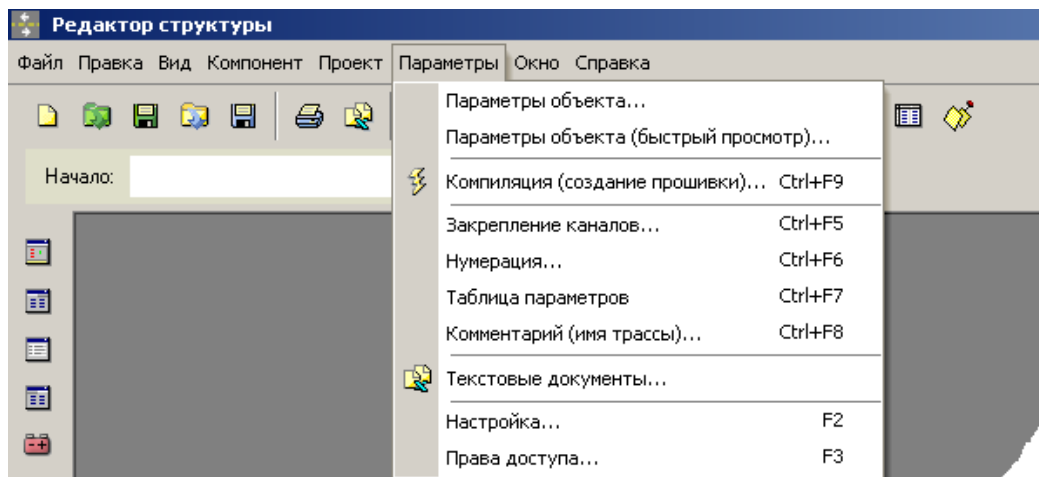 Редактор структуры
Файл Правка Вид Компонент Проект Параметры Окно Справка
Начало:
Параметры объекта...
Параметры объекта (быстрый просмотр)...
Компиляция (создание прошивки)... Ctrl+F9
Закрепление каналов... Ctrl+F5
Нумерация... Ctrl+F6
Таблица параметров Ctrl+F7
Комментарий (имя трассы)... Ctrl+F8
Текстовые документы...
Настройка... F2
Права доступа... F3